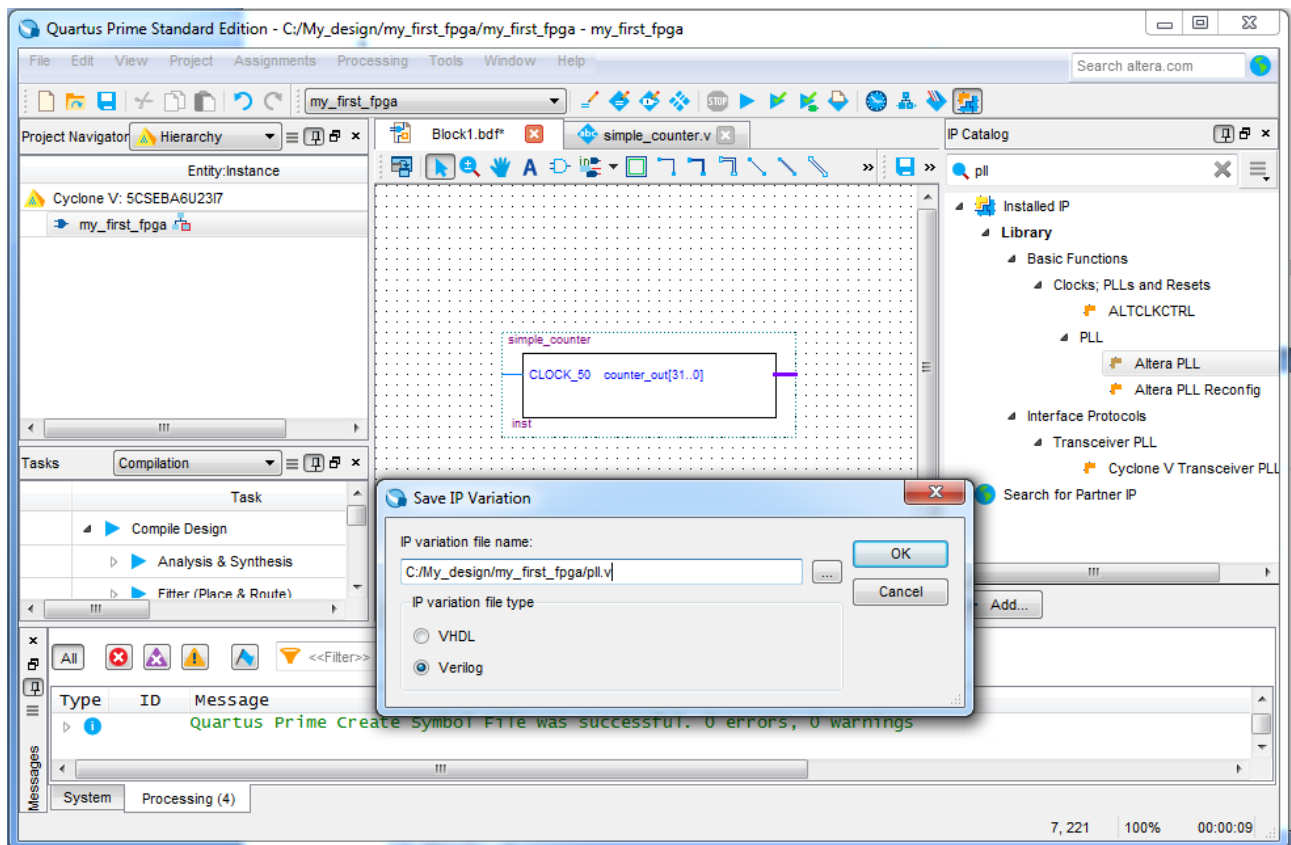 Quartus Prime Standard Edition - C:/My_design/my_first_fpga/my_first_fpga - my_first_fpga
File Edit View Project Assignments Processing Tools Window Help
Search altera.com
my_first_fpga
STOP
Project Navigator Hierarchy
Entity:Instance
Cyclone V: 5CSEBA6U23I7
my_first_fpga
Block1.bdf*
abc simple_counter.v
A
simple_counter
CLOCK_50 counter_out[31..0]
inst
IP Catalog
pll
Installed IP
Library
Basic Functions
Clocks; PLLs and Resets
ALTCLKCTRL
PLL
Altera PLL
Altera PLL Reconfig
Interface Protocols
Transceiver PLL
Cyclone V Transceiver PLL
Search for Partner IP
Add...
Tasks Compilation
Task
Compile Design
Analysis & Synthesis
Fitter (Place & Route)
Save IP Variation
IP variation file name:
C:/My_design/my_first_fpga/pll.v
...
OK
Cancel
IP variation file type
VHDL
Verilog
All
<<Filter>>
Type ID Message
Quartus Prime Create Symbol File was successful. 0 errors, 0 warnings
Messages
System Processing (4)
7, 221 100% 00:00:09